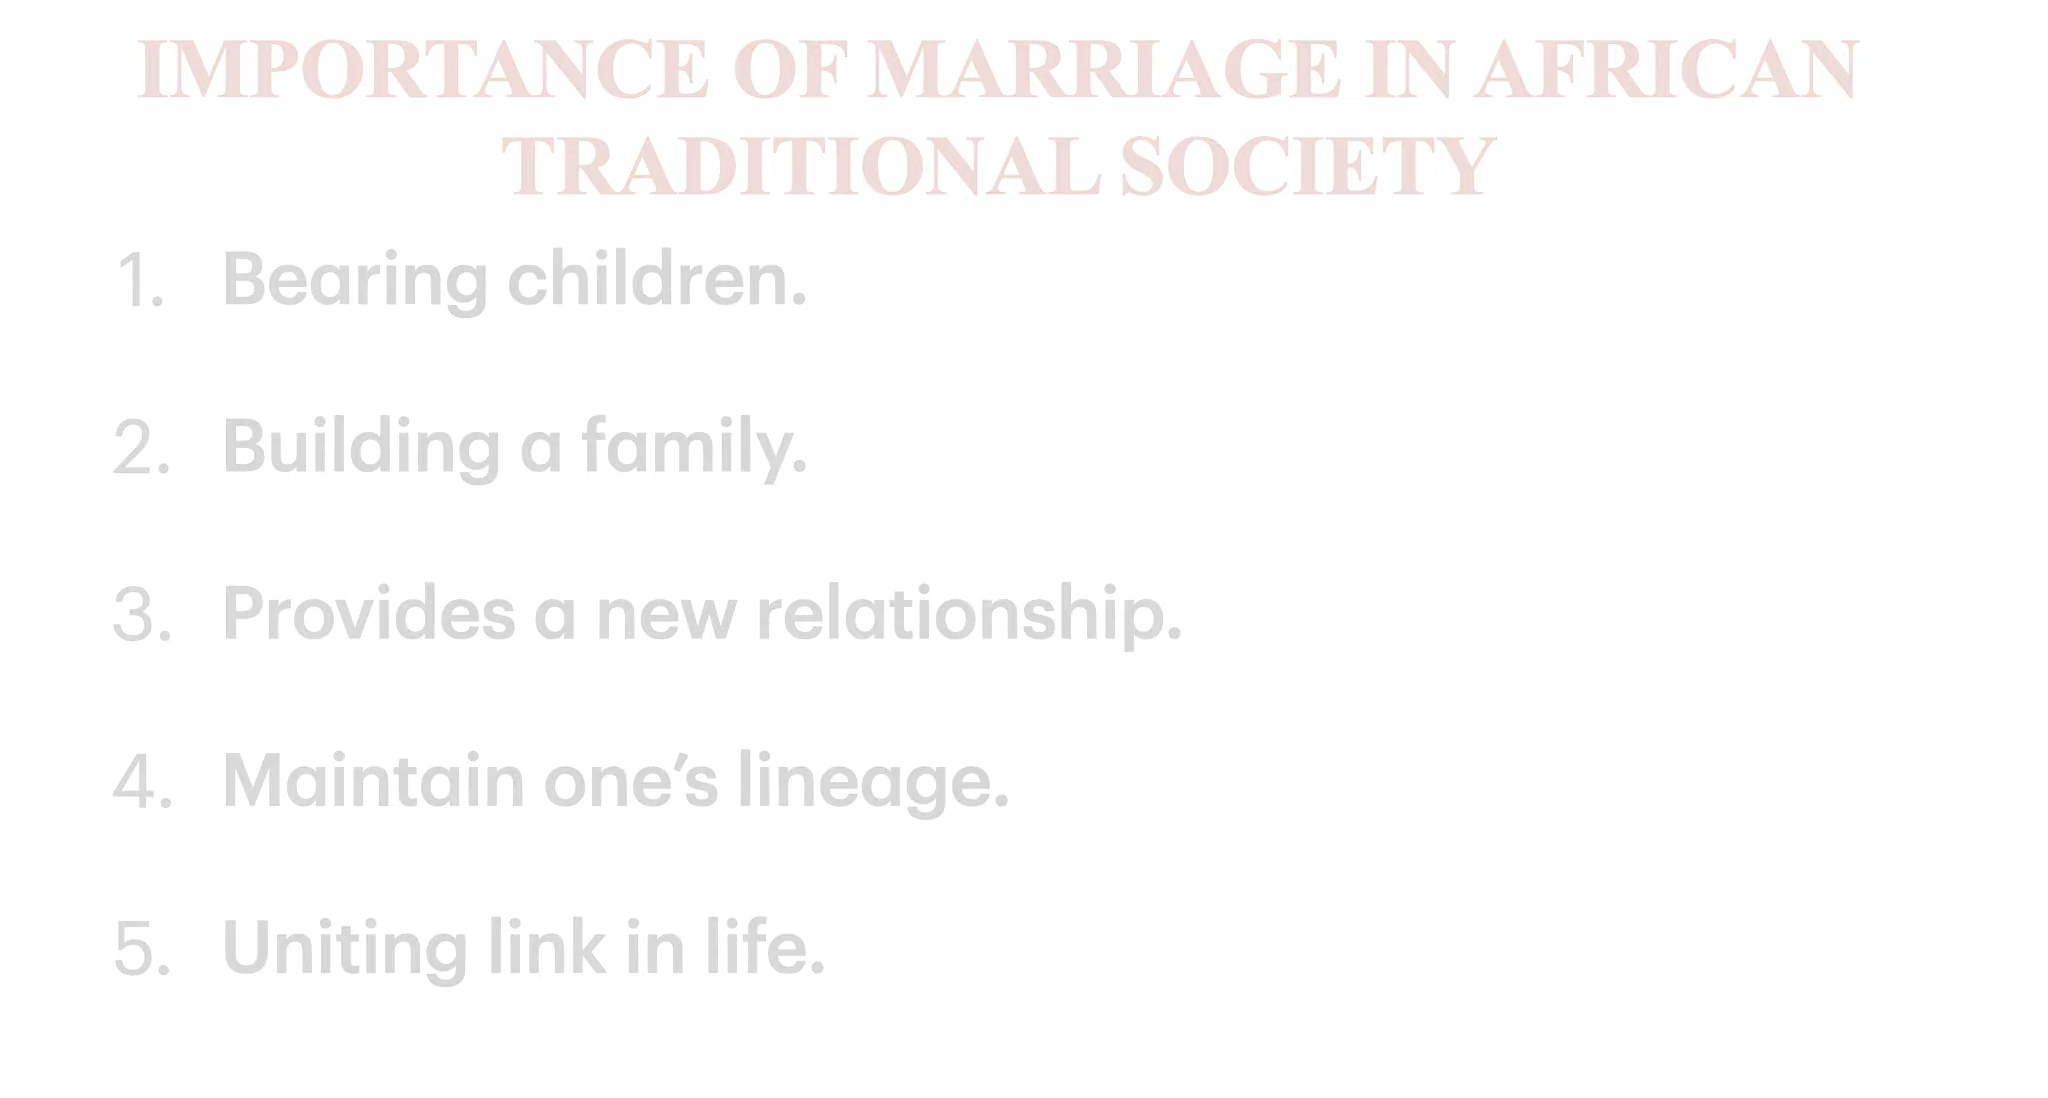 IMPORTANCE OF MARRIAGE IN AFRICAN
TRADITIONAL SOCIETY
1. Bearing children.
2. Building a family.
3. Provides a new relationship.
4. Maintain one’s lineage.
5. Uniting link in life.